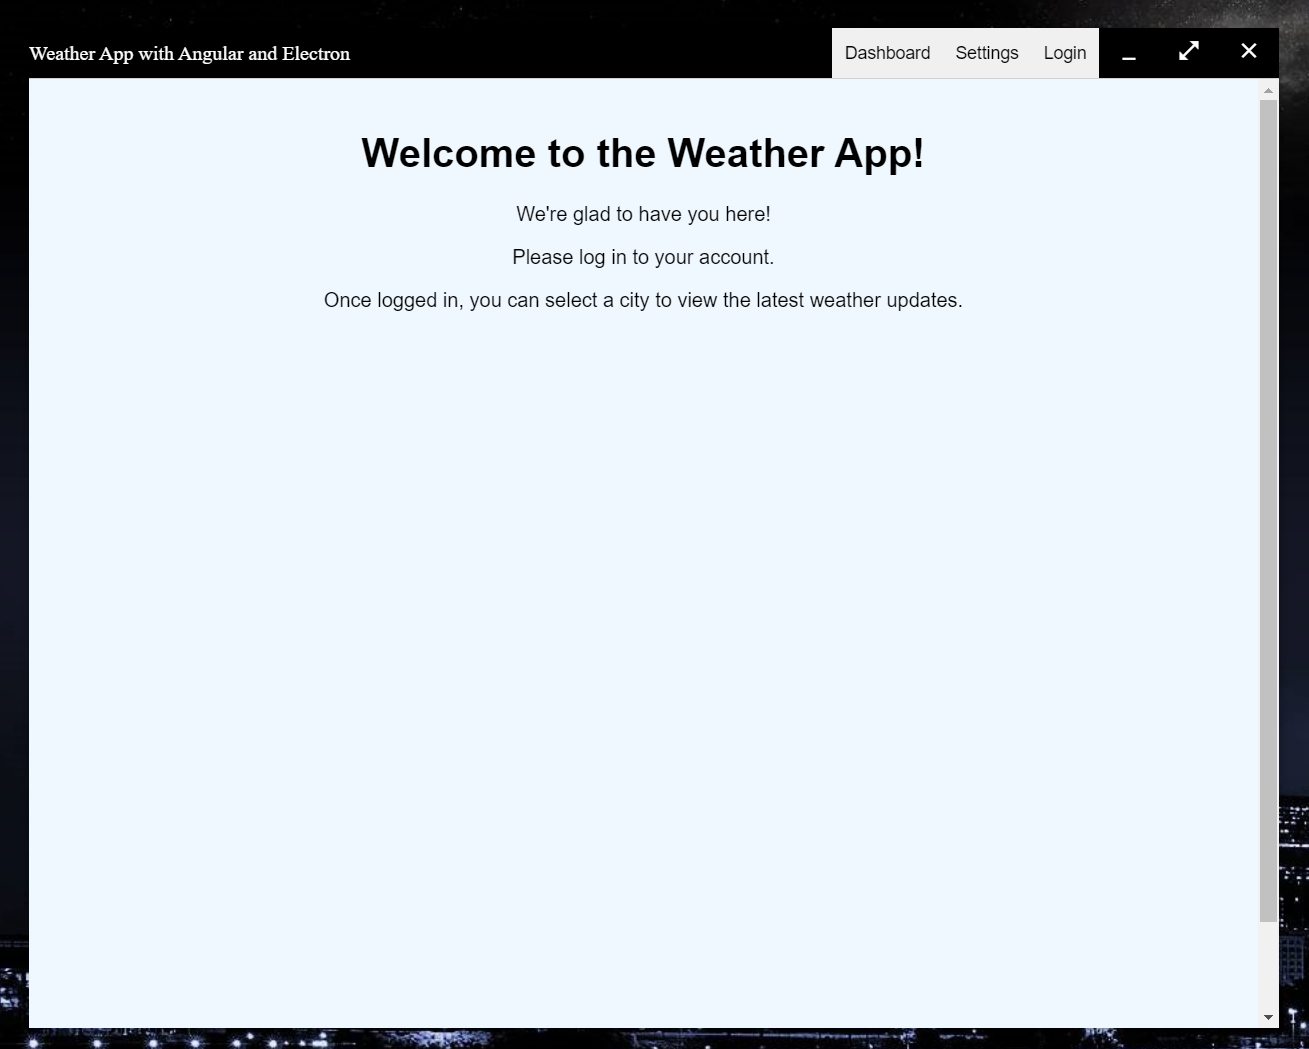 Weather App with Angular and Electron
Dashboard Settings Login
Welcome to the Weather App!
We're glad to have you here!
Please log in to your account.
Once logged in, you can select a city to view the latest weather updates.